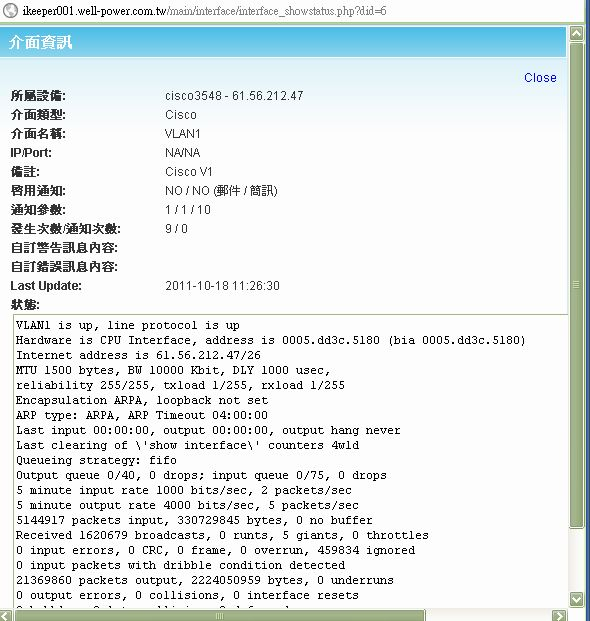 ikeeper001.well-power.com.tw/main/interface/interface_showstatus.php?did=6
介面資訊
Close
所屬設備: cisco3548 - 61.56.212.47
介面類型: Cisco
介面名稱: VLAN1
IP/Port: NA/NA
備註: Cisco V1
啓用通知: NO / NO (郵件 / 簡訊)
通知參數: 1 / 1 / 10
發生次數/通知次數: 9 / 0
自訂警告訊息內容:
自訂錯誤訊息內容:
Last Update: 2011-10-18 11:26:30
狀態:
VLAN1 is up, line protocol is up
Hardware is CPU Interface, address is 0005.dd3c.5180 (bia 0005.dd3c.5180)
Internet address is 61.56.212.47/26
MTU 1500 bytes, BW 10000 Kbit, DLY 1000 usec,
reliability 255/255, txload 1/255, rxload 1/255
Encapsulation ARPA, loopback not set
ARP type: ARPA, ARP Timeout 04:00:00
Last input 00:00:00, output 00:00:00, output hang never
Last clearing of \'show interface\' counters 4w1d
Queueing strategy: fifo
Output queue 0/40, 0 drops; input queue 0/75, 0 drops
5 minute input rate 1000 bits/sec, 2 packets/sec
5 minute output rate 4000 bits/sec, 5 packets/sec
5144917 packets input, 330729845 bytes, 0 no buffer
Received 1620679 broadcasts, 0 runts, 5 giants, 0 throttles
0 input errors, 0 CRC, 0 frame, 0 overrun, 459834 ignored
0 input packets with dribble condition detected
21369860 packets output, 2224050959 bytes, 0 underruns
0 output errors, 0 collisions, 0 interface resets